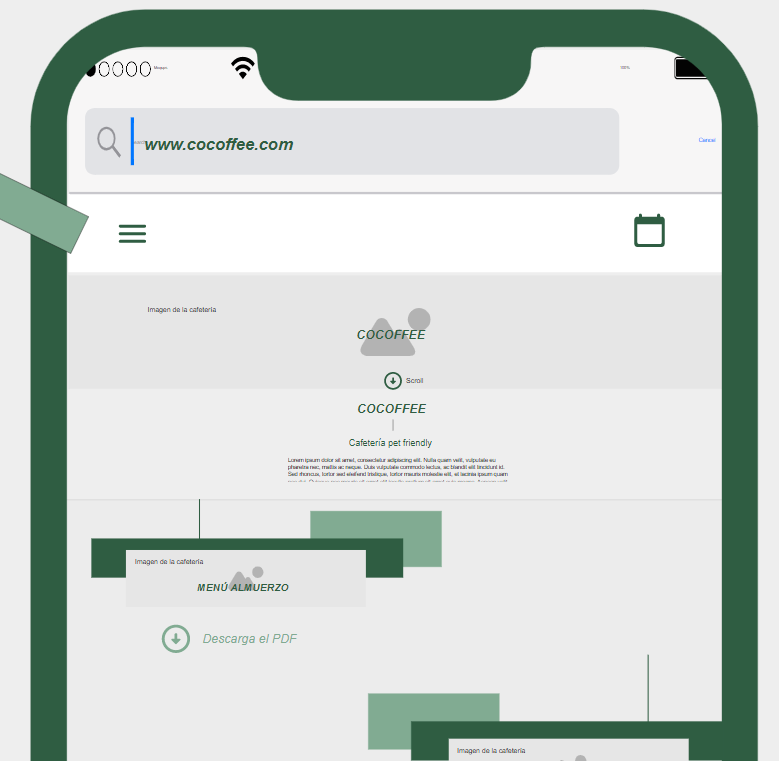 100%
www.cocoffee.com
Cancel
Imagen de la cafetería
COCOFFEE
Scroll
COCOFFEE
Cafetería pet friendly
Lorem ipsum dolor sit amet, consectetur adipiscing elit. Nulla quam velit, vulputate eu
pharetra nec, mattis ac neque. Duis vulputate commodo lectus, ac blandit elit tincidunt id.
Sed rhoncus, tortor sed eleifend tristique, tortor mauris molestie elit, et lacinia ipsum quam
Imagen de la cafetería
MENÚ ALMUERZO
Descarga el PDF
Imagen de la cafetería